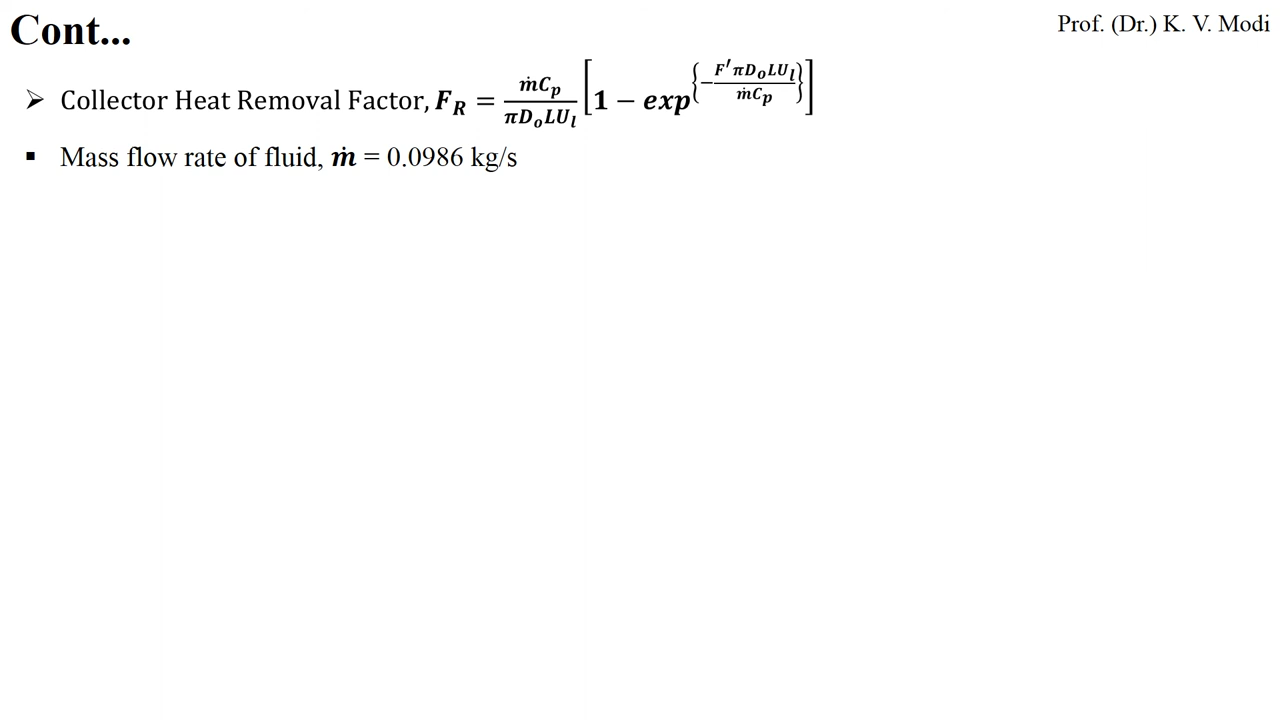 Cont...
Prof. (Dr.) K. V. Modi
➢ Collector Heat Removal Factor, F_R = ṁC_p / πD_oLU_l [1 − exp^{−F′πD_oLU_l / ṁC_p}]
▪ Mass flow rate of fluid, ṁ = 0.0986 kg/s